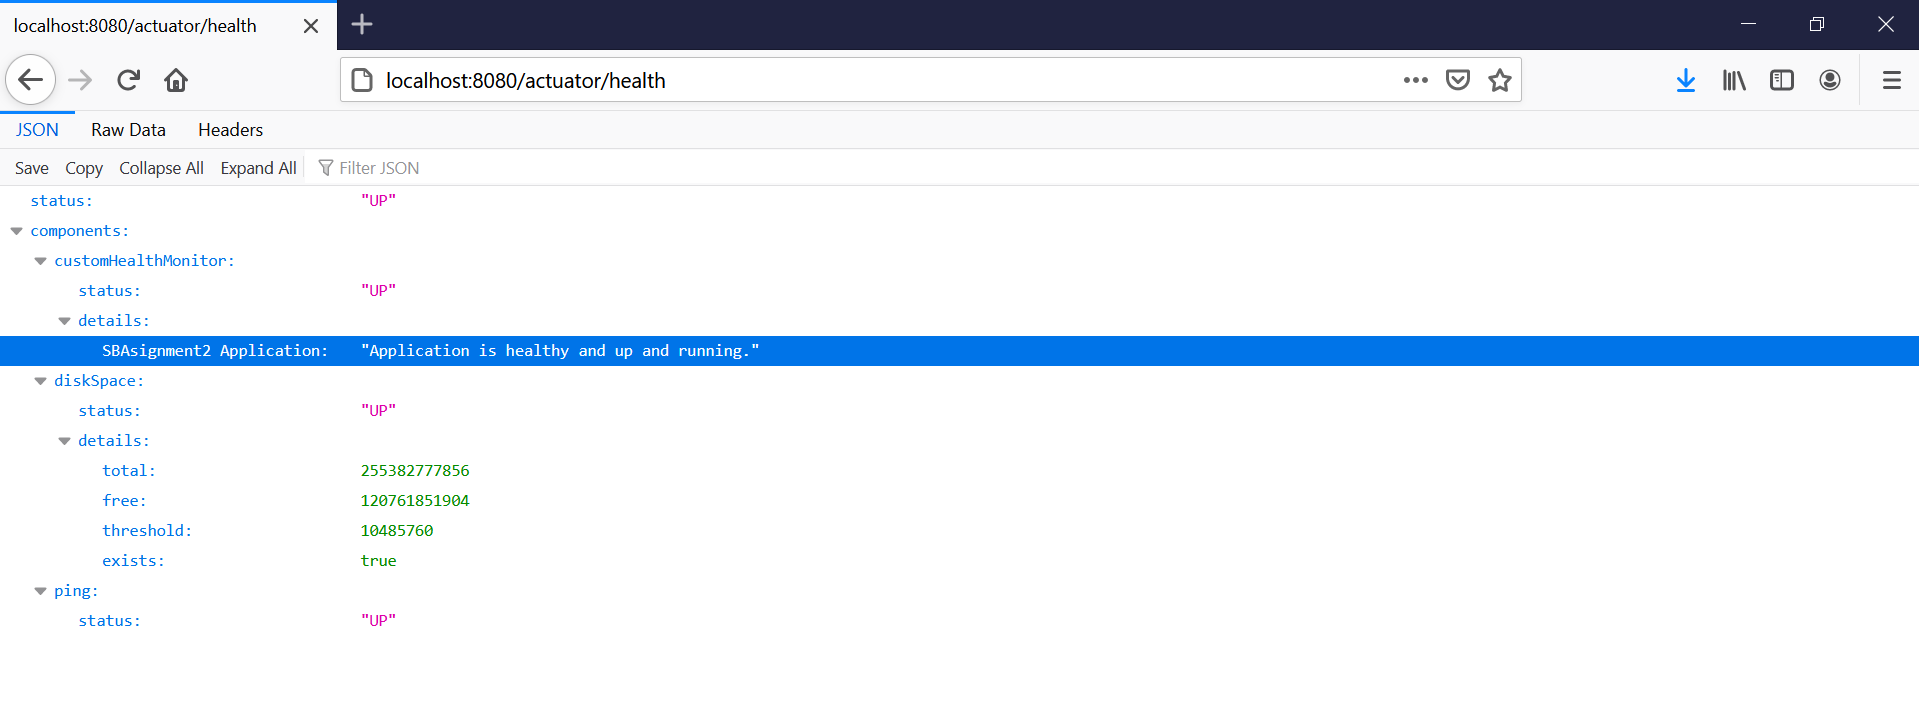 localhost:8080/actuator/health
localhost:8080/actuator/health
JSON Raw Data Headers
Save Copy Collapse All Expand All Filter JSON
status: "UP"
components:
customHealthMonitor:
status: "UP"
details:
SBAsignment2 Application: "Application is healthy and up and running."
diskSpace:
status: "UP"
details:
total: 255382777856
free: 120761851904
threshold: 10485760
exists: true
ping:
status: "UP"